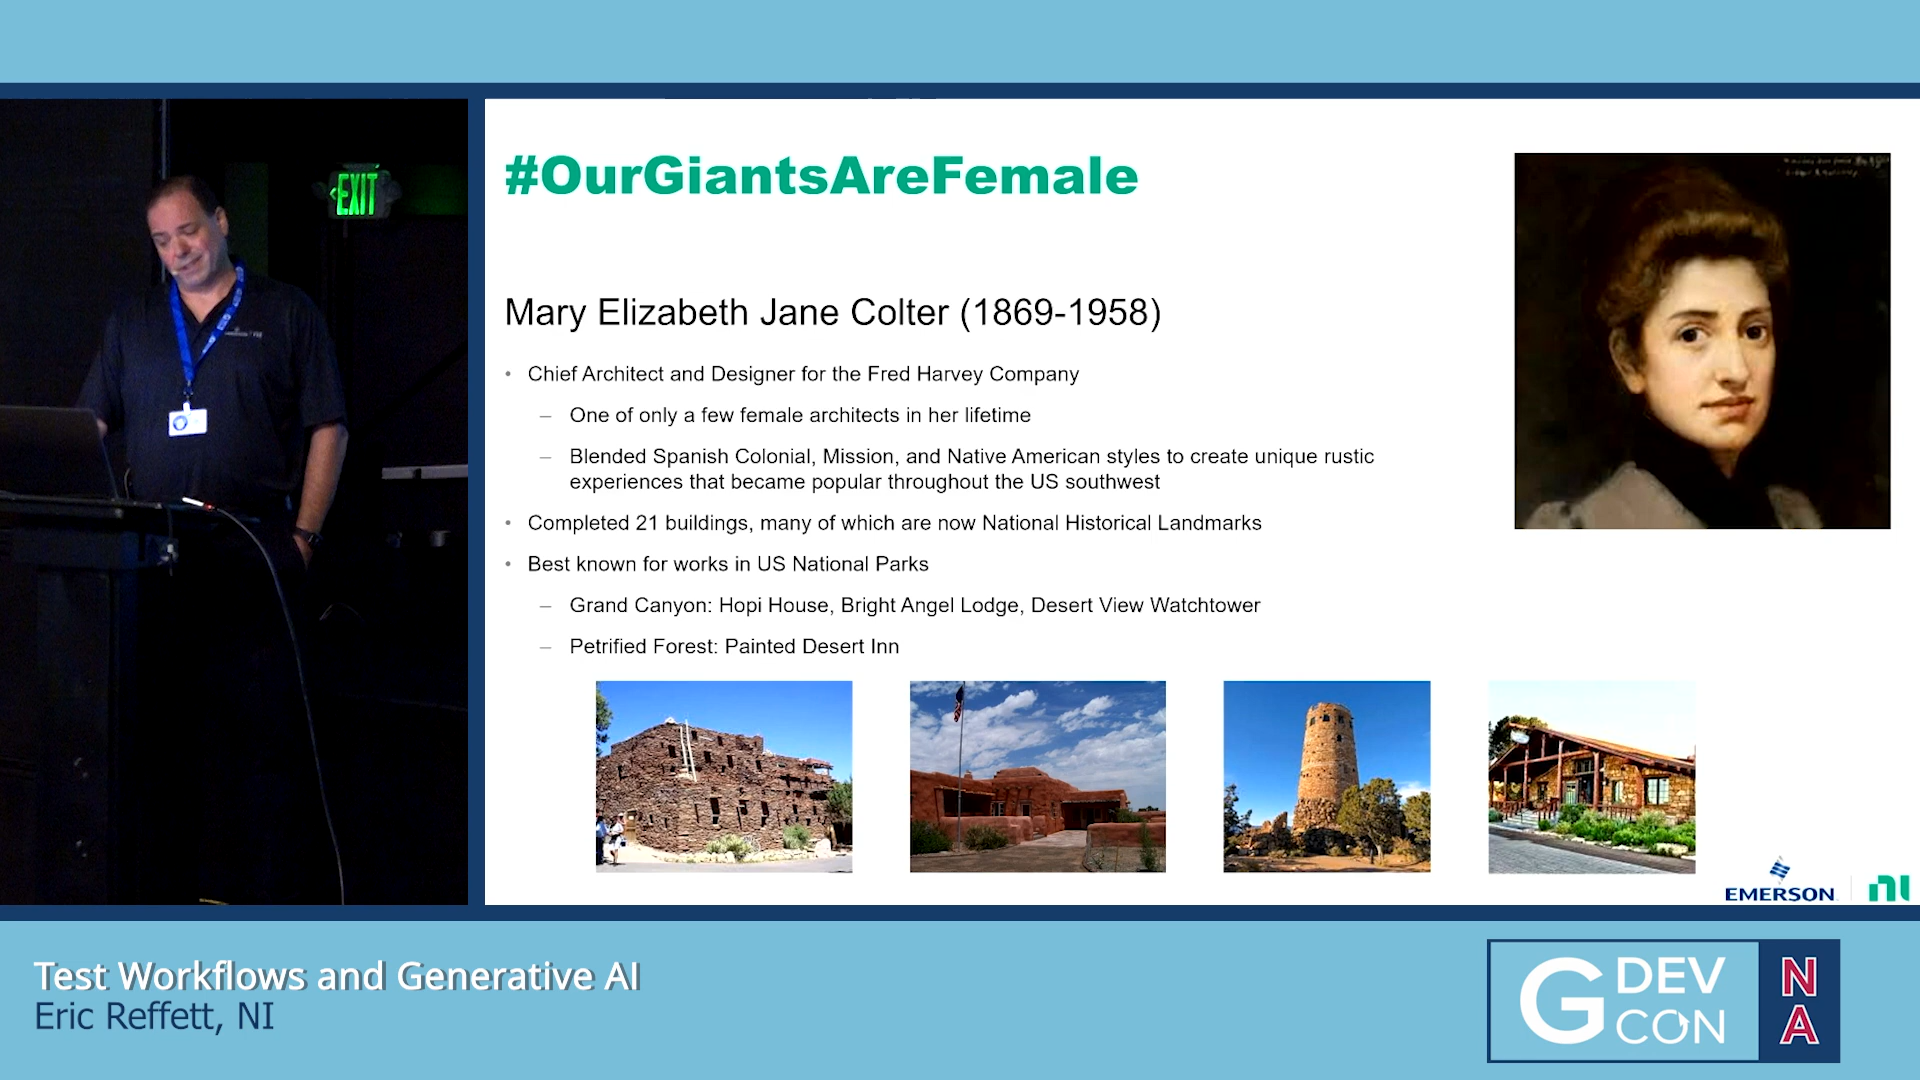 EXIT
#OurGiantsAreFemale
Mary Elizabeth Jane Colter (1869-1958)
• Chief Architect and Designer for the Fred Harvey Company
– One of only a few female architects in her lifetime
– Blended Spanish Colonial, Mission, and Native American styles to create unique rustic
experiences that became popular throughout the US southwest
• Completed 21 buildings, many of which are now National Historical Landmarks
• Best known for works in US National Parks
– Grand Canyon: Hopi House, Bright Angel Lodge, Desert View Watchtower
– Petrified Forest: Painted Desert Inn
EMERSON
ni
Test Workflows and Generative AI
Eric Reffett, NI
G DEV CON
NA